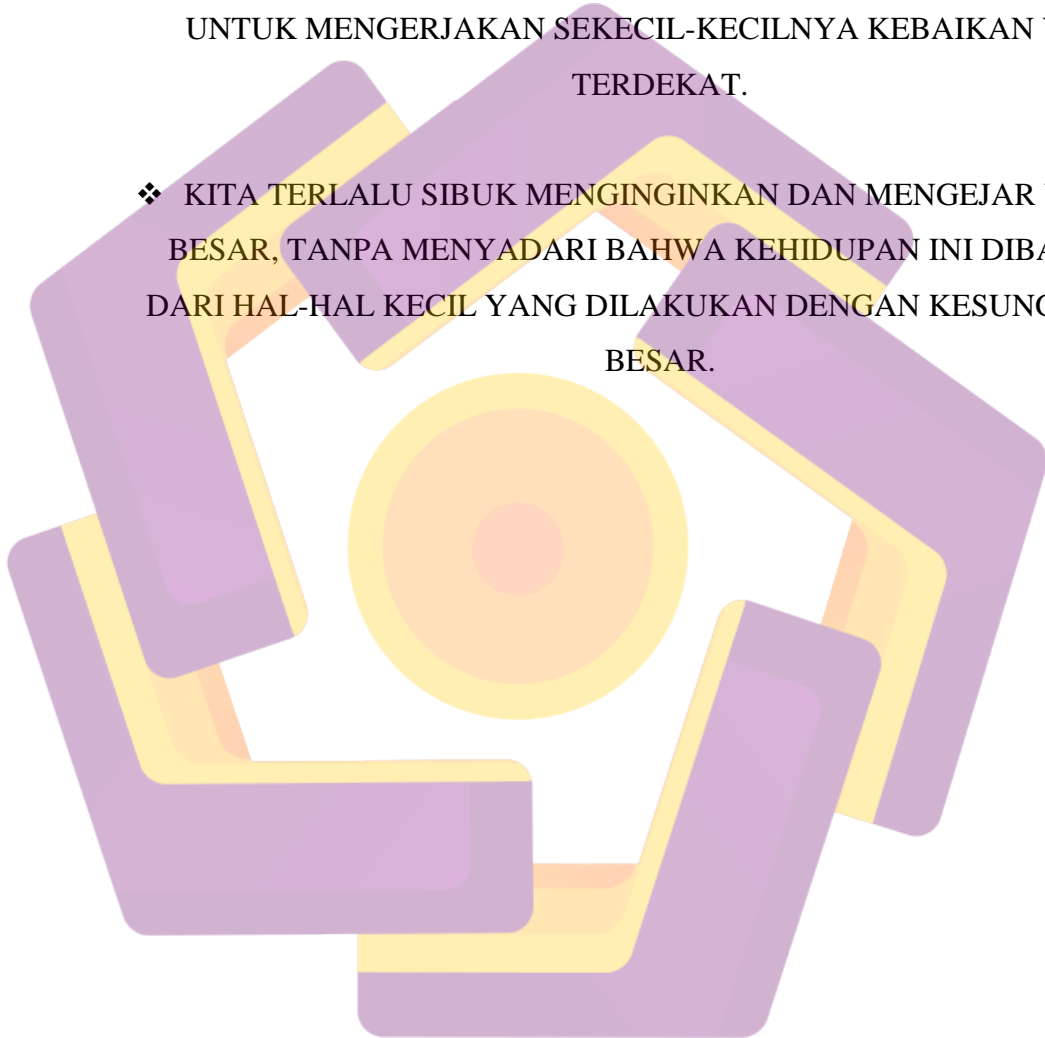 UNTUK MENGERJAKAN SEKECIL-KECILNYA KEBAIKAN
TERDEKAT.
❖ KITA TERLALU SIBUK MENGINGINKAN DAN MENGEJAR
BESAR, TANPA MENYADARI BAHWA KEHIDUPAN INI
DARI HAL-HAL KECIL YANG DILAKUKAN DENGAN
BESAR.